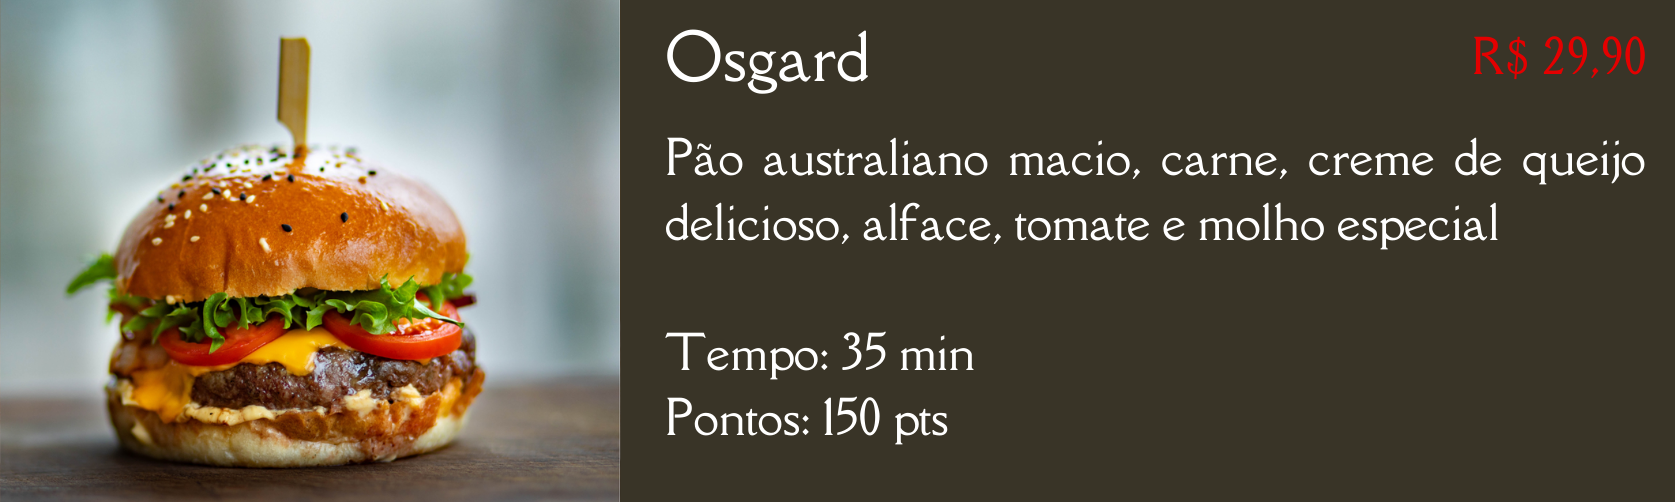 Osgard
R$ 29,90
Pão australiano macio, carne, creme de queijo
delicioso, alface, tomate e molho especial
Tempo: 35 min
Pontos: 150 pts